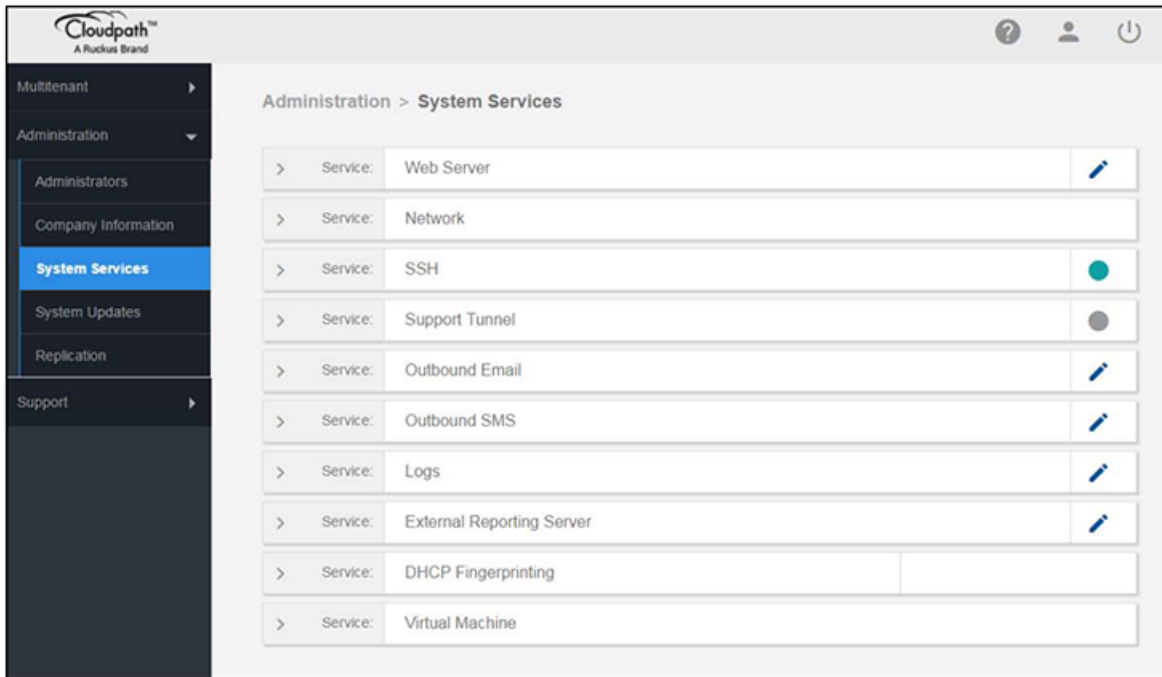 Cloudpath™
A Ruckus Brand
?
Multitenant
Administration
Administrators
Company Information
System Services
System Updates
Replication
Support
Administration > System Services
Service: Web Server
Service: Network
Service: SSH
Service: Support Tunnel
Service: Outbound Email
Service: Outbound SMS
Service: Logs
Service: External Reporting Server
Service: DHCP Fingerprinting
Service: Virtual Machine